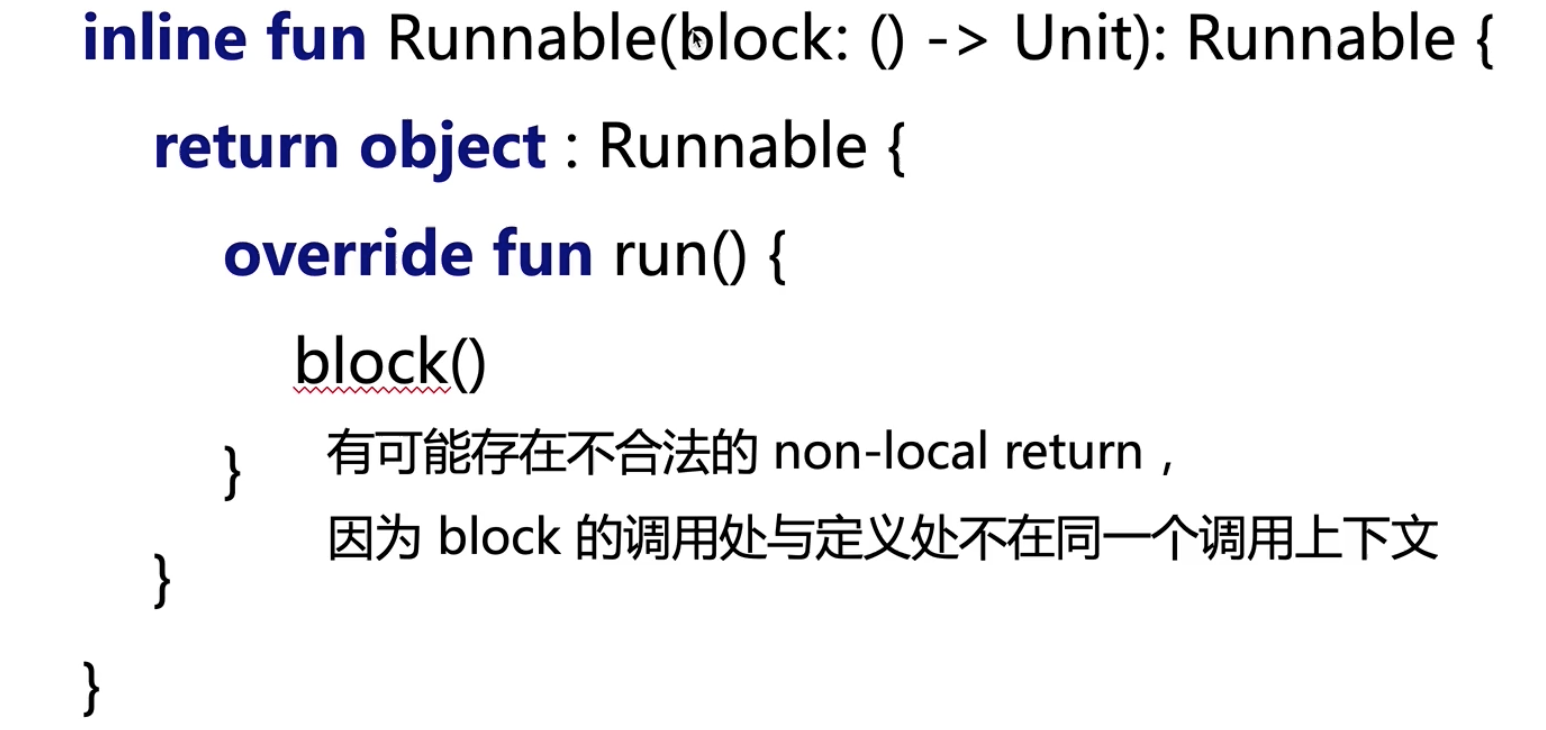 inline fun Runnable(block: () -> Unit): Runnable {
return object : Runnable {
override fun run() {
block()
有可能存在不合法的 non-local return，
}
因为 block 的调用处与定义处不在同一个调用上下文
}
}